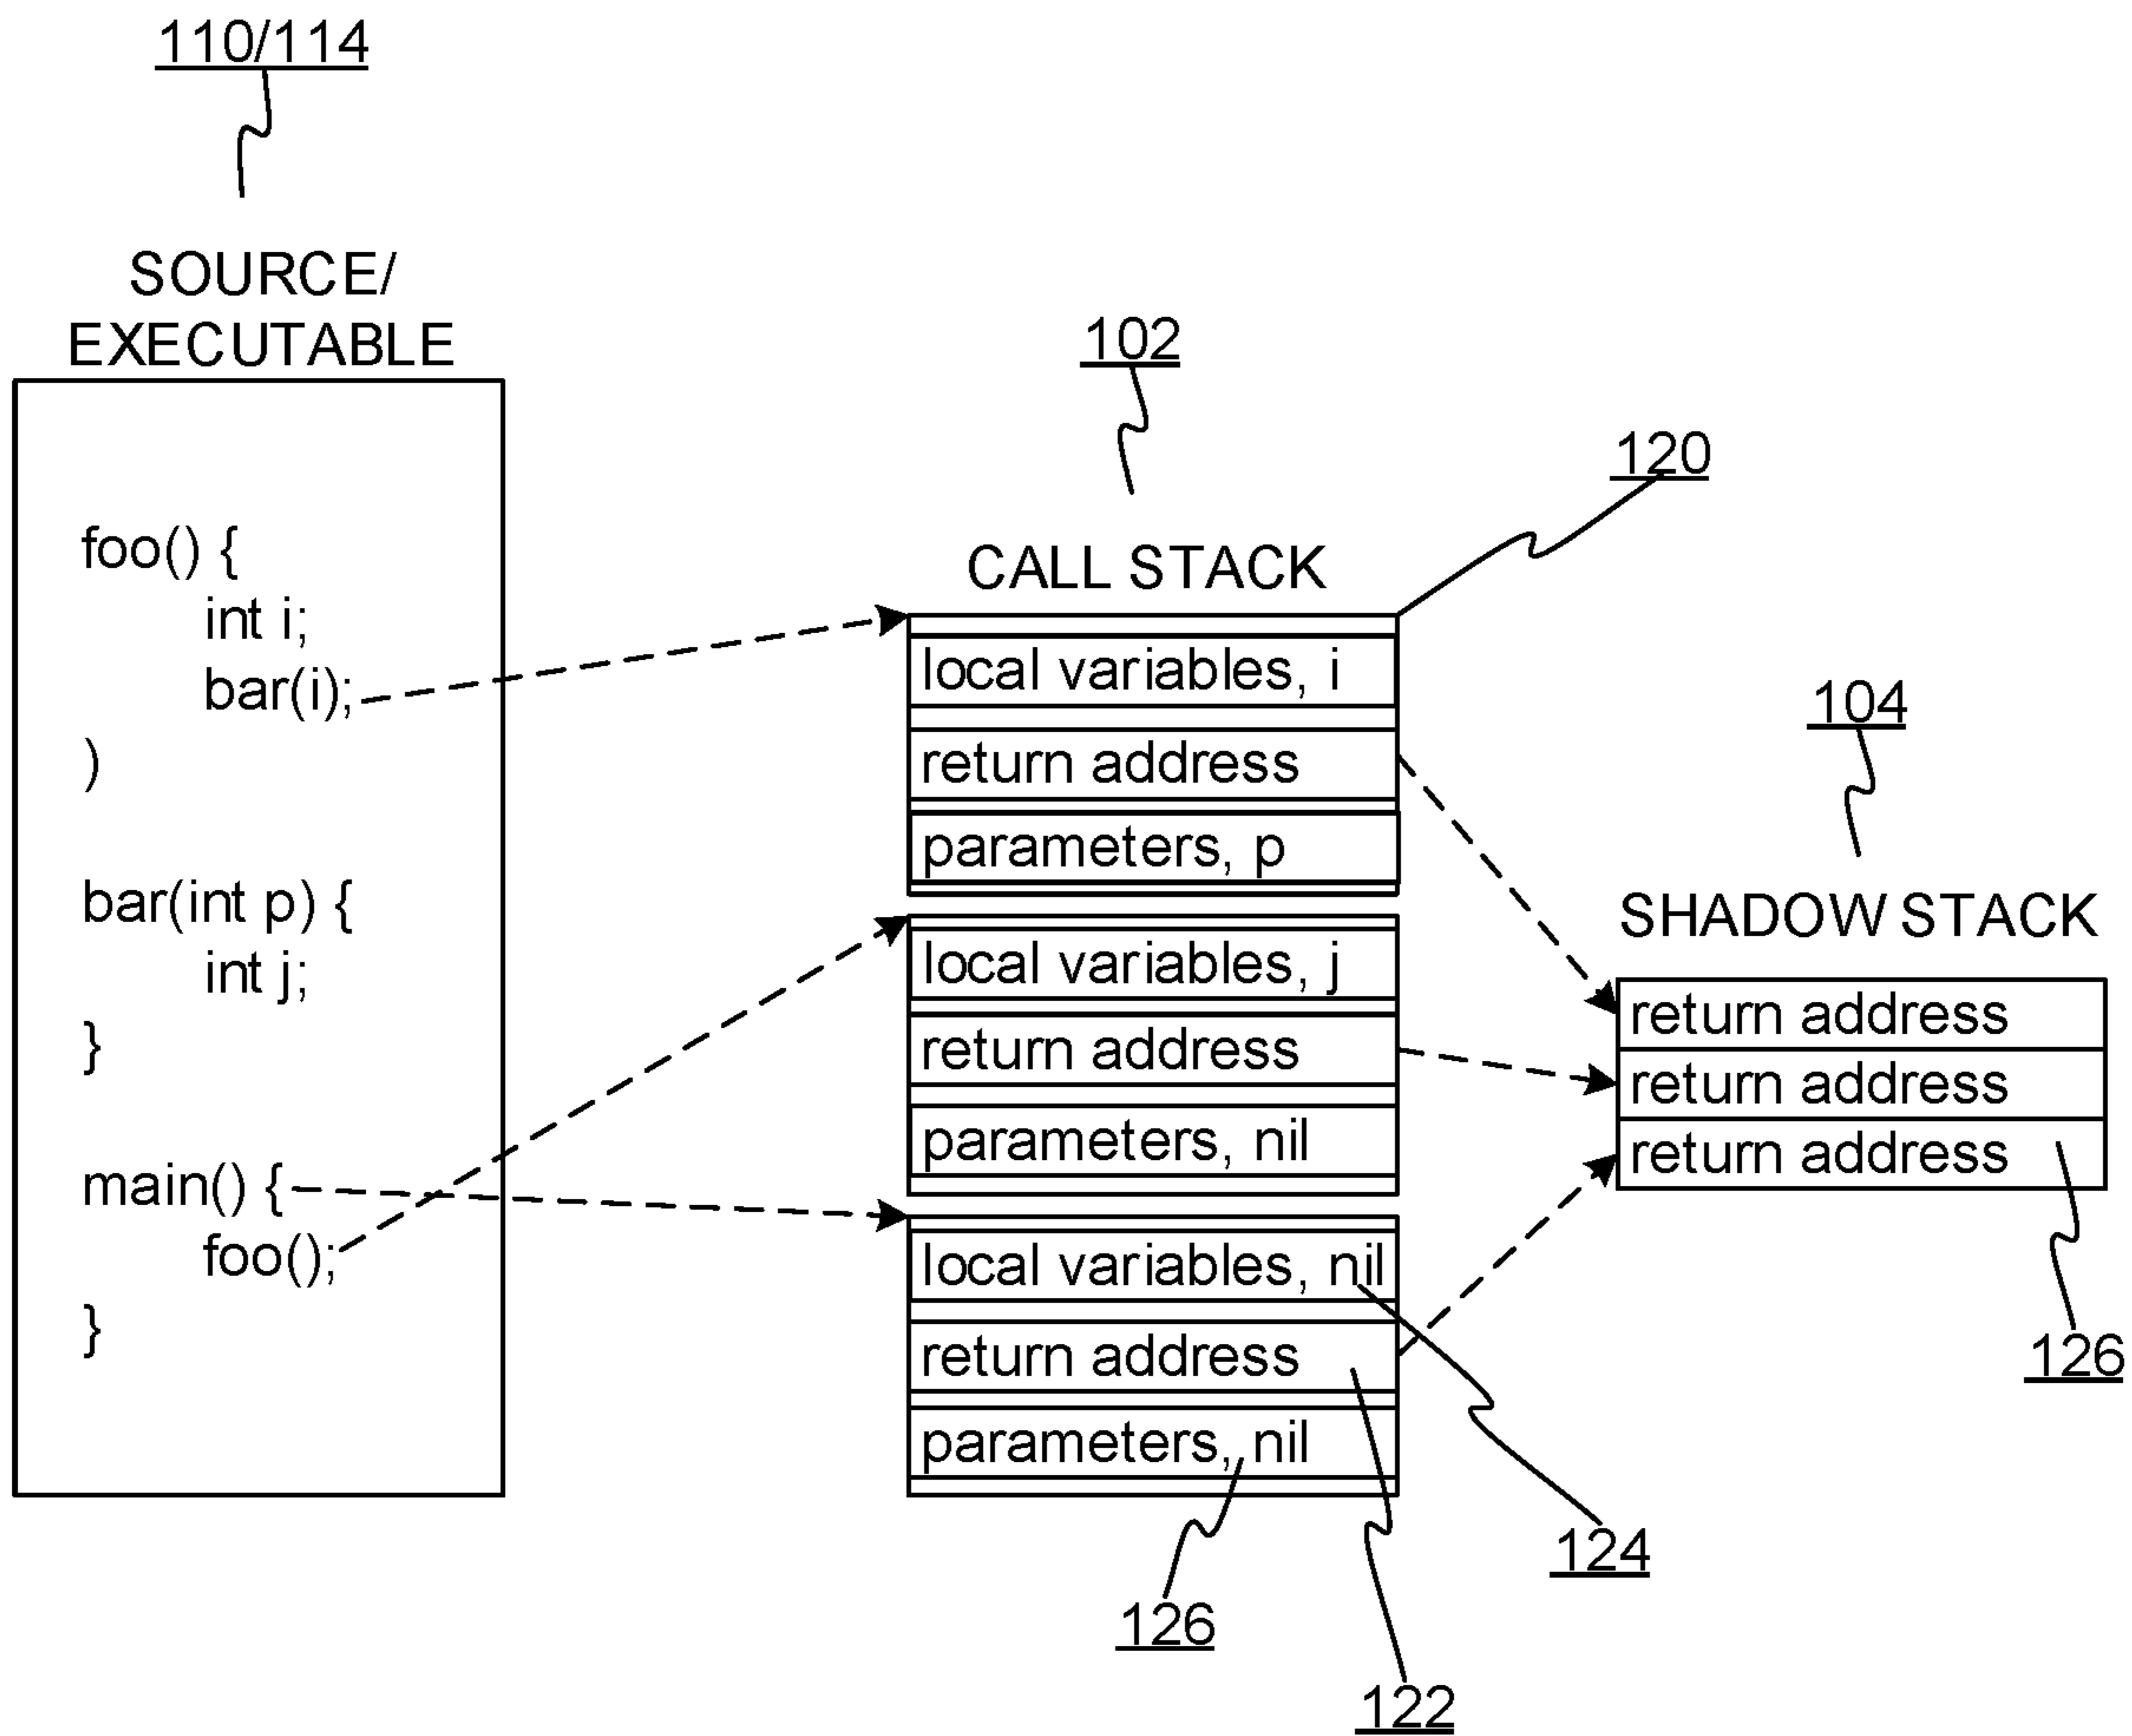 110/114
SOURCE/
EXECUTABLE
foo() {
int i;
bar(i);
)
bar(int p) {
int j;
}
main() {
foo();
}
102
120
CALL STACK
local variables, i
return address
parameters, p
local variables, j
return address
parameters, nil
local variables, nil
return address
parameters, nil
126
122
124
104
SHADOW STACK
return address
return address
return address
126